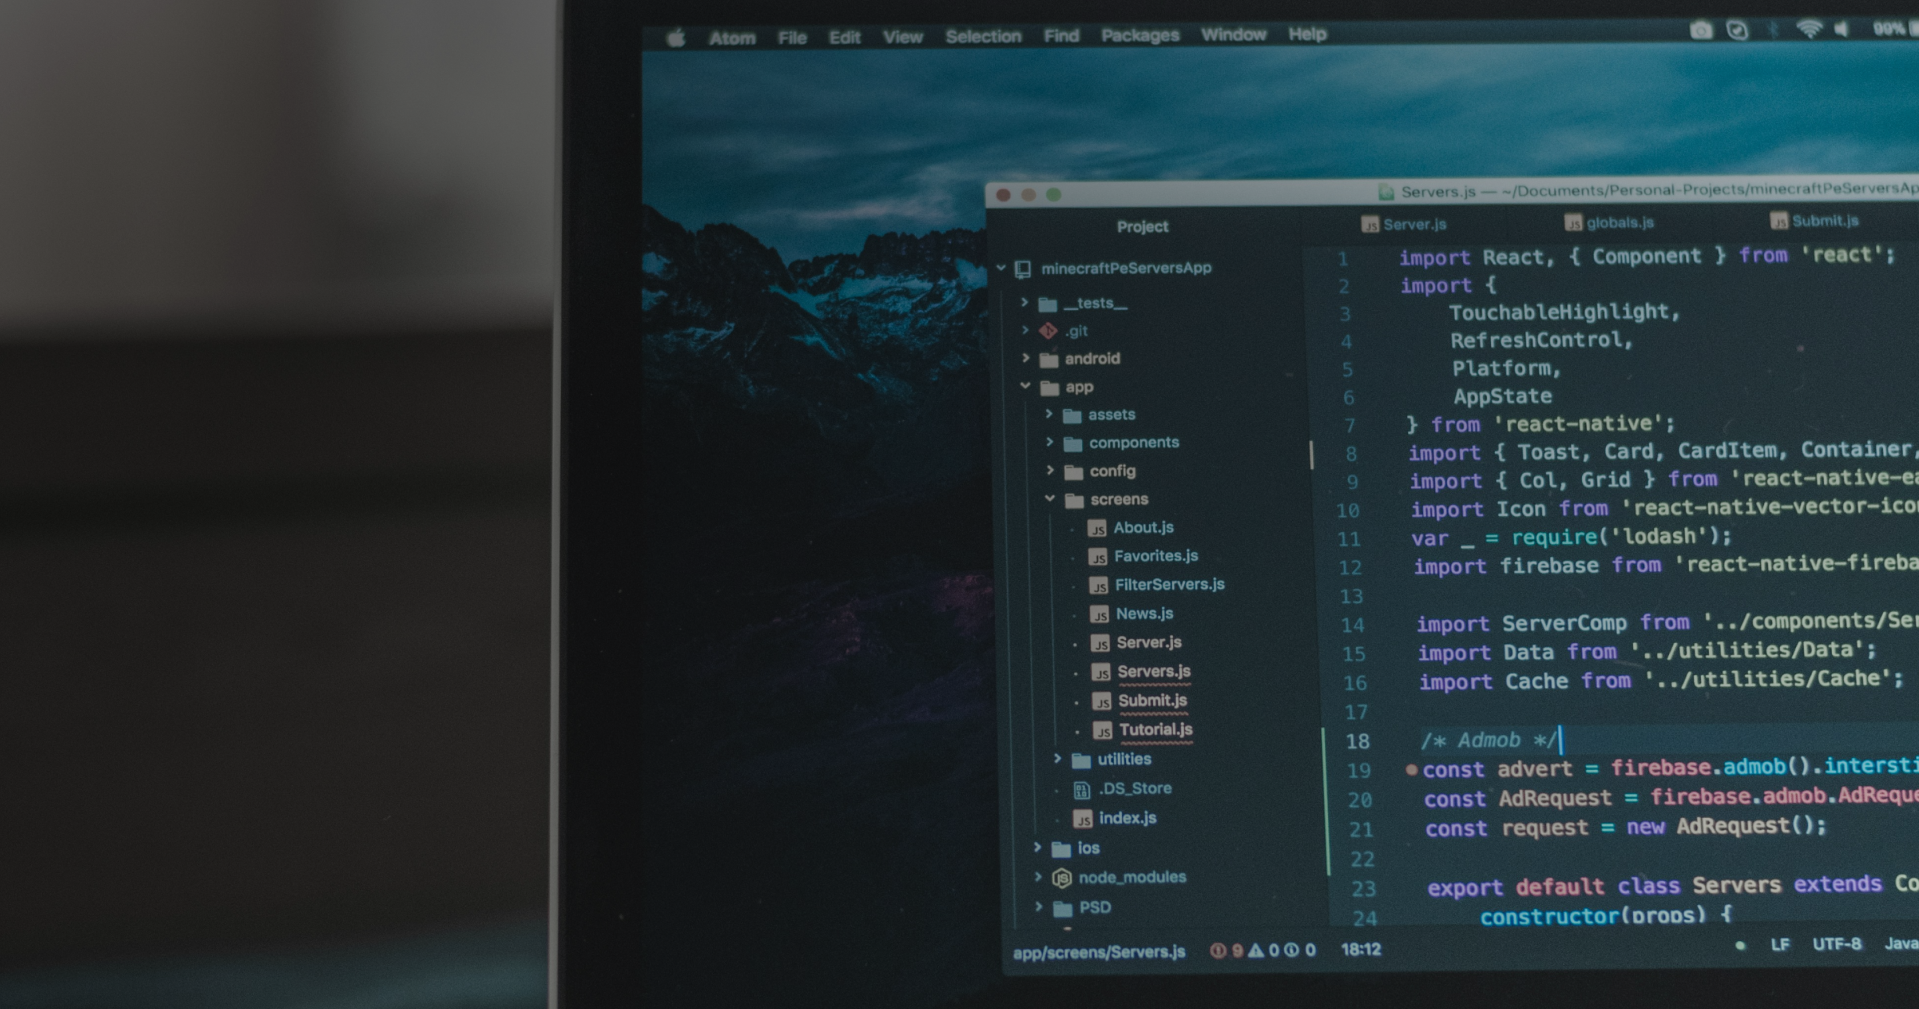 Atom File Edit View Selection Find Packages Window Help 99%
Servers.js — ~/Documents/Personal-Projects/minecraftPeServersAp
Project
minecraftPeServersApp
__tests__
.git
android
app
assets
components
config
screens
About.js
Favorites.js
FilterServers.js
News.js
Server.js
Servers.js
Submit.js
Tutorial.js
utilities
.DS_Store
index.js
ios
node_modules
PSD
Server.js globals.js Submit.js
1 import React, { Component } from 'react';
2 import {
3 TouchableHighlight,
4 RefreshControl,
5 Platform,
6 AppState
7 } from 'react-native';
8 import { Toast, Card, CardItem, Container,
9 import { Col, Grid } from 'react-native-ea
10 import Icon from 'react-native-vector-ico
11 var _ = require('lodash');
12 import firebase from 'react-native-fireba
13
14 import ServerComp from '../components/Ser
15 import Data from '../utilities/Data';
16 import Cache from '../utilities/Cache';
17
18 /* Admob */
19 const advert = firebase.admob().intersti
20 const AdRequest = firebase.admob.AdReque
21 const request = new AdRequest();
22
23 export default class Servers extends Co
24 constructor(props) {
app/screens/Servers.js 9 0 0 18:12 LF UTF-8 Java